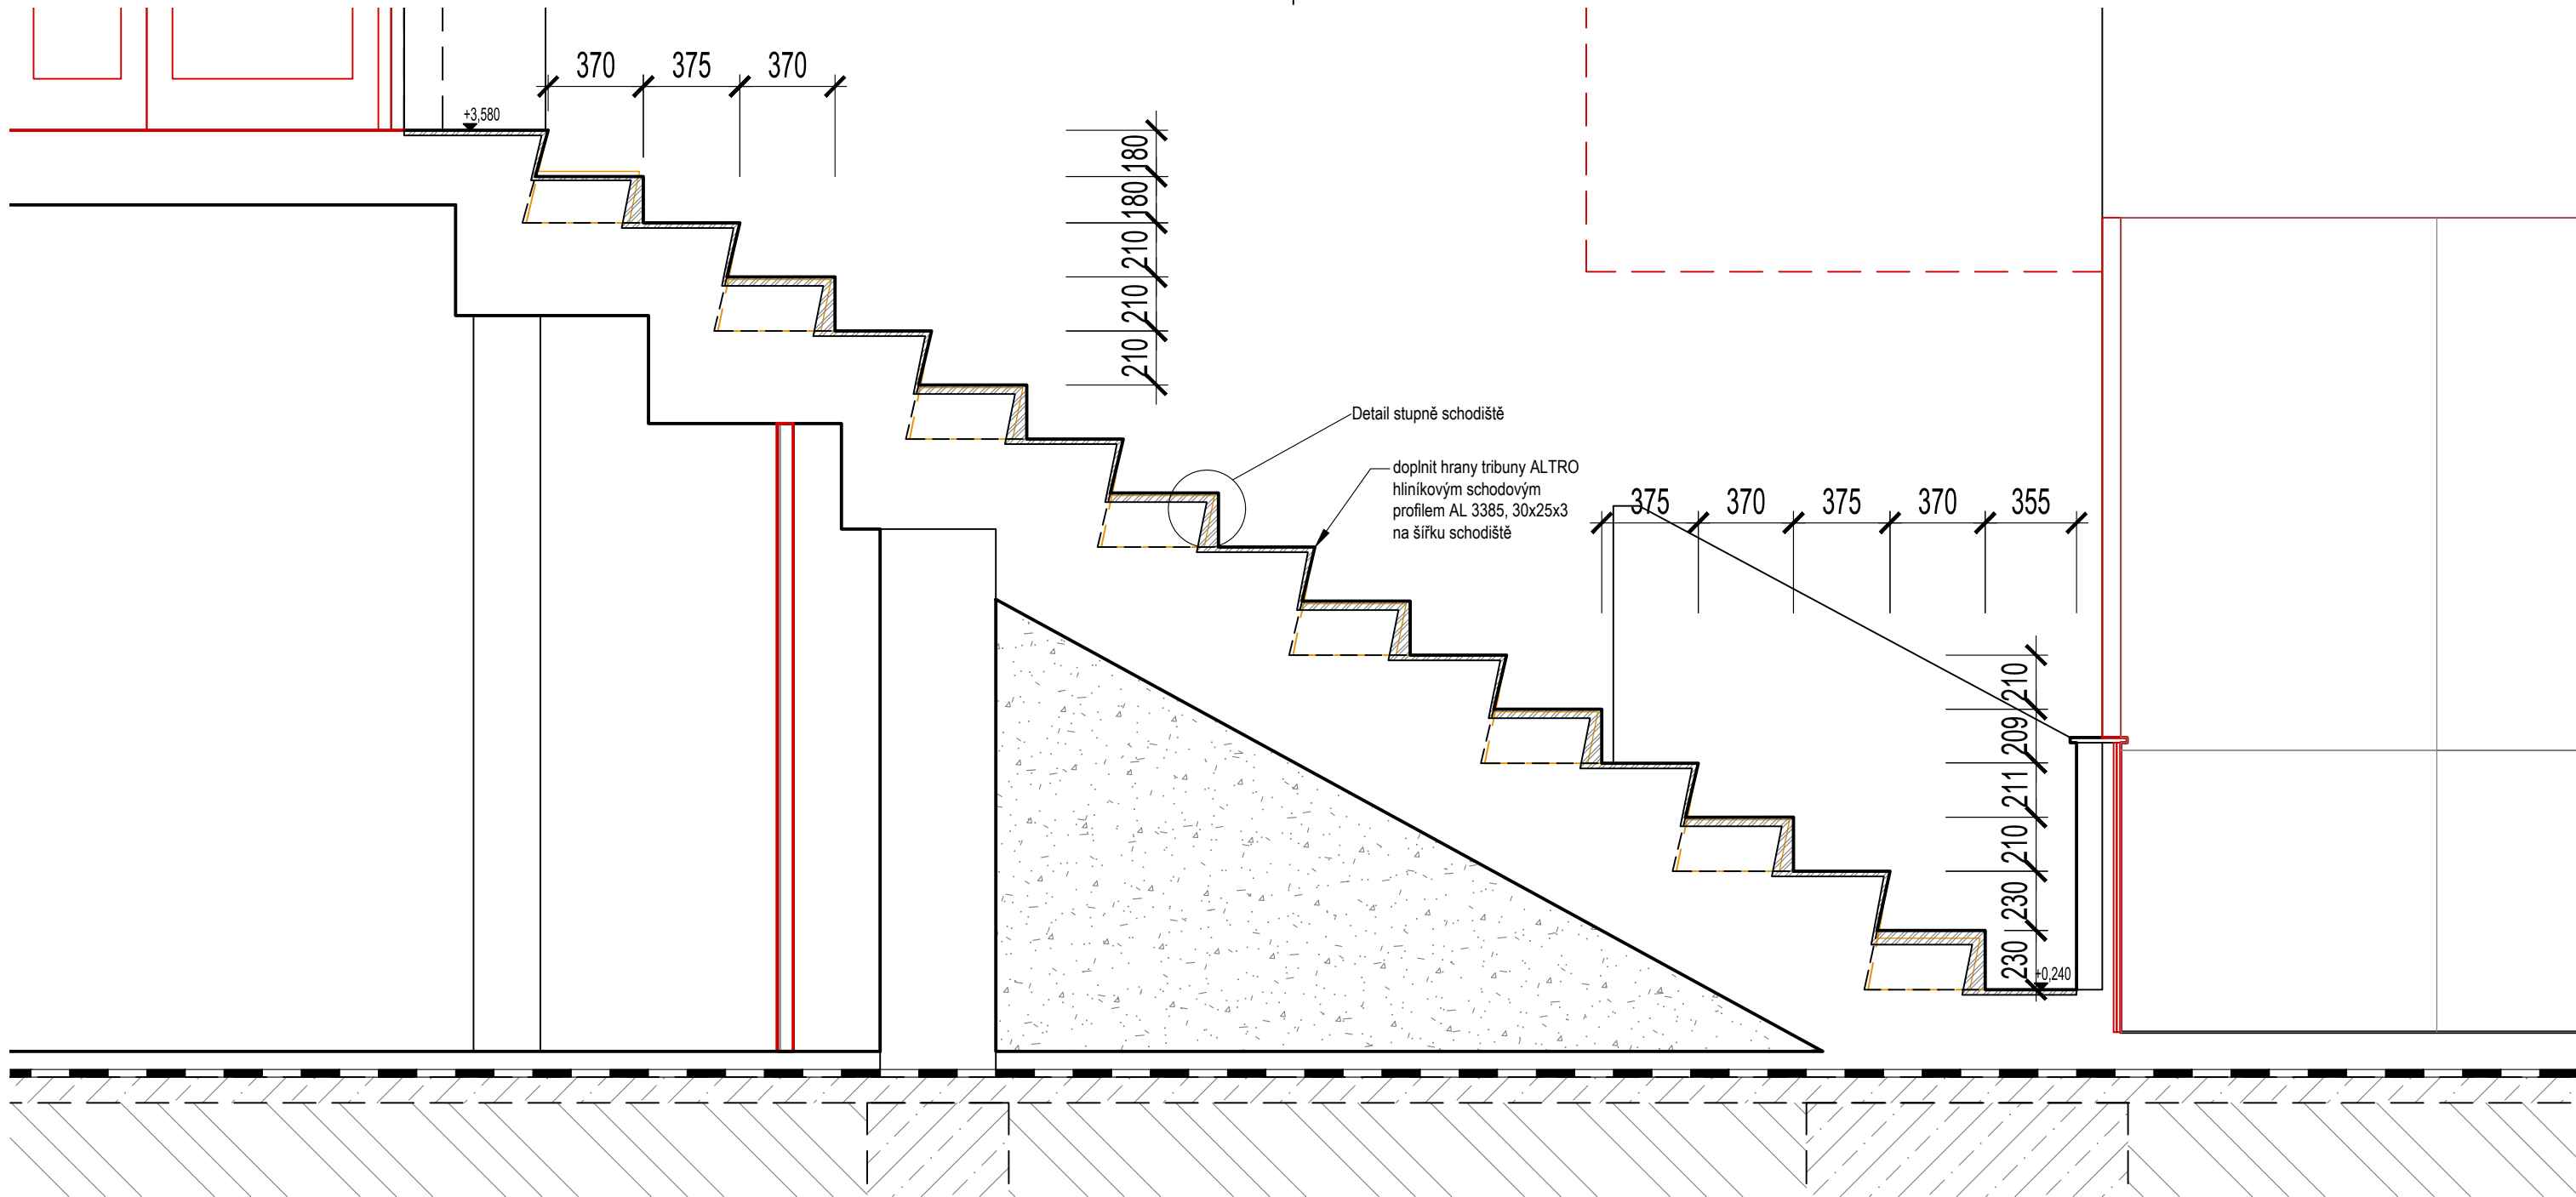 370 375 370
+3,580
180
180
210
210
210
Detail stupně schodiště
doplnit hrany tribuny ALTRO
hliníkovým schodovým
profilem AL 3385, 30x25x3
na šířku schodiště
375 370 375 370 355
210
209
211
210
230
230
+0,240